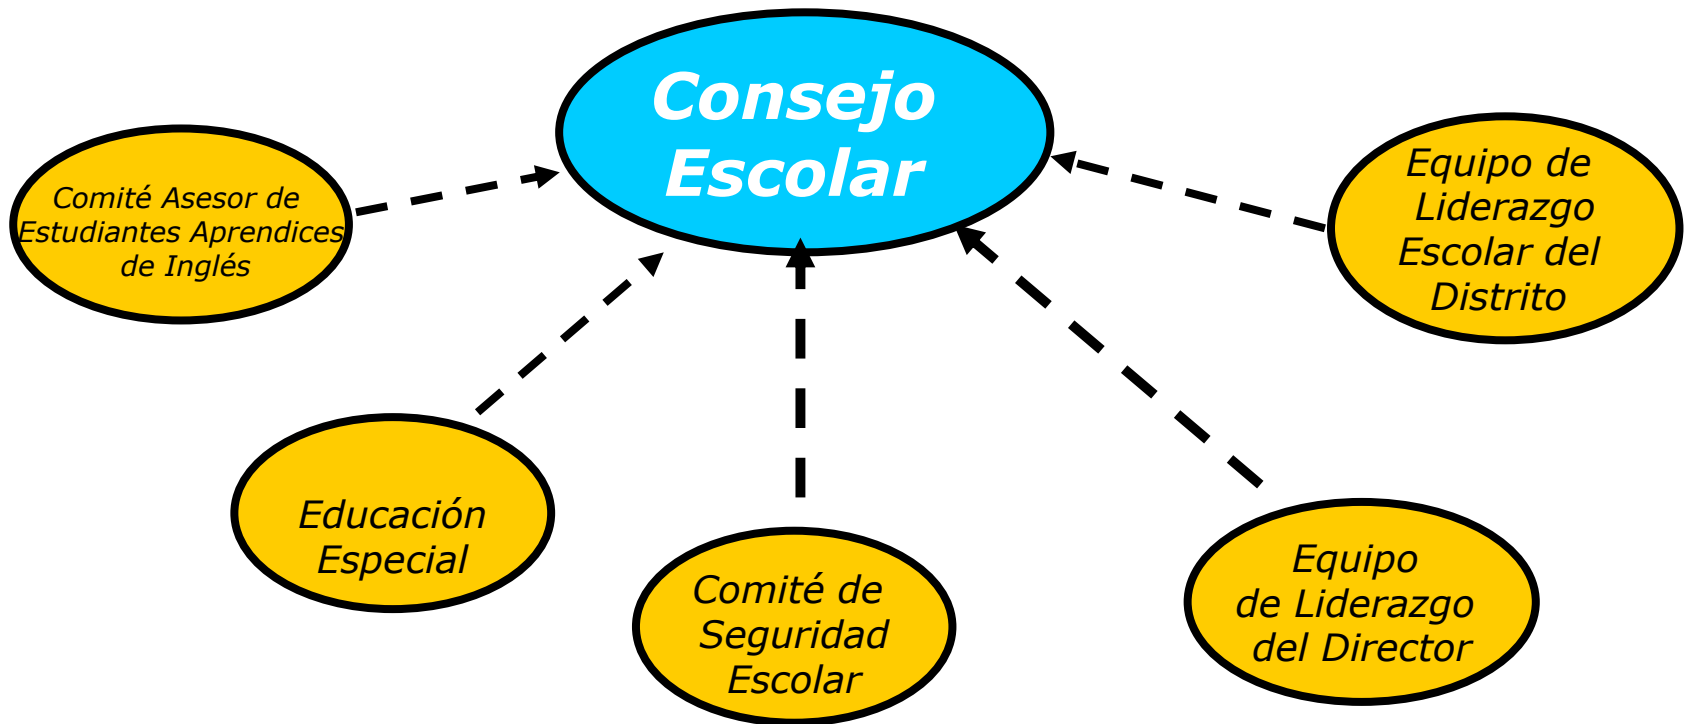 Consejo
Escolar
Comité Asesor de
Estudiantes Aprendices
de Inglés
Equipo de
Liderazgo
Escolar del
Distrito
Educación
Especial
Comité de
Seguridad
Escolar
Equipo
de Liderazgo
del Director